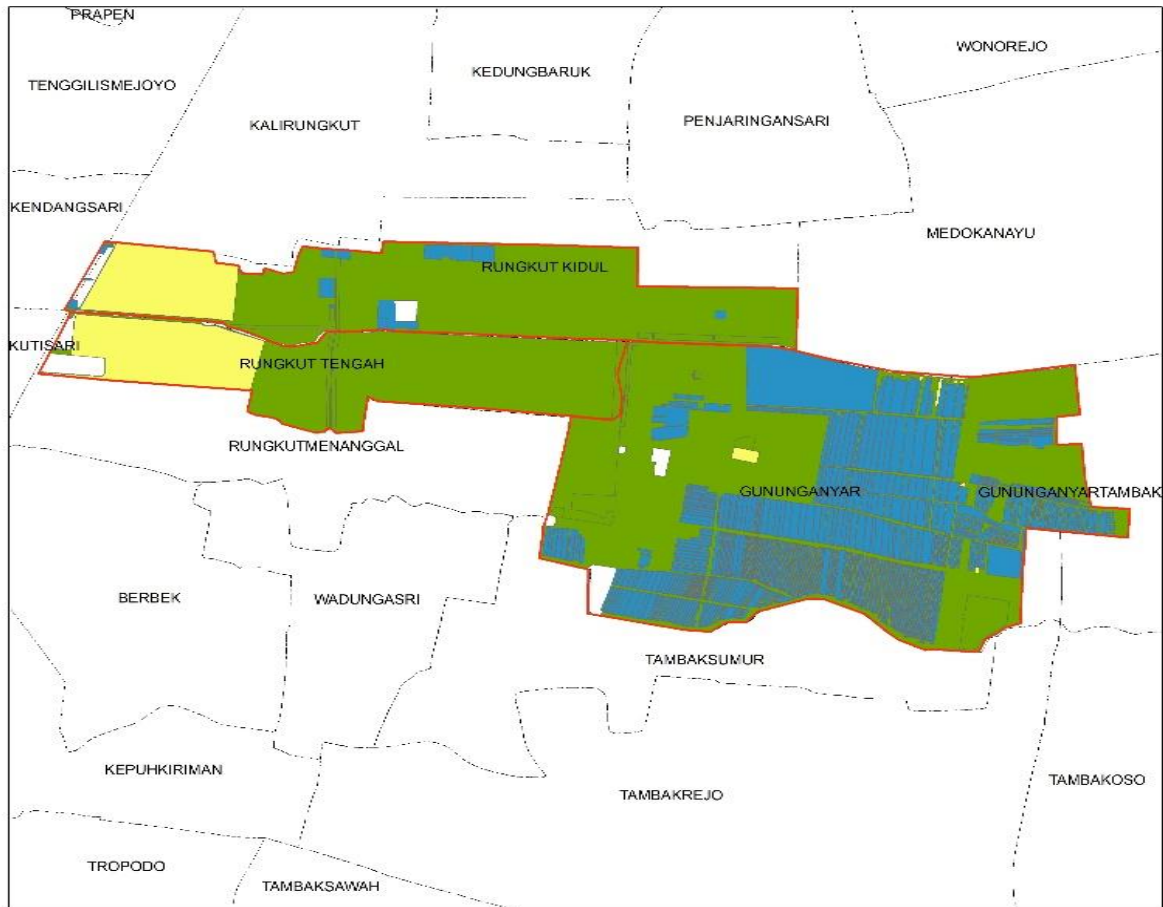 PRAPEN
WONOREJO
KEDUNGBARUK
TENGGILISMEJOYO
PENJARINGANSARI
KALIRUNGKUT
KENDANGSARI
MEDOKANAYU
RUNGKUT KIDUL
KUTISARI
RUNGKUT TENGAH
RUNGKUTMENANGGAL
GUNUNGANYAR
GUNUNGANYARTAMBAK
BERBEK
WADUNGASRI
TAMBAKSUMUR
KEPUHKIRIMAN
TAMBAKOSO
TAMBAKREJO
TROPODO
TAMBAKSAWAH